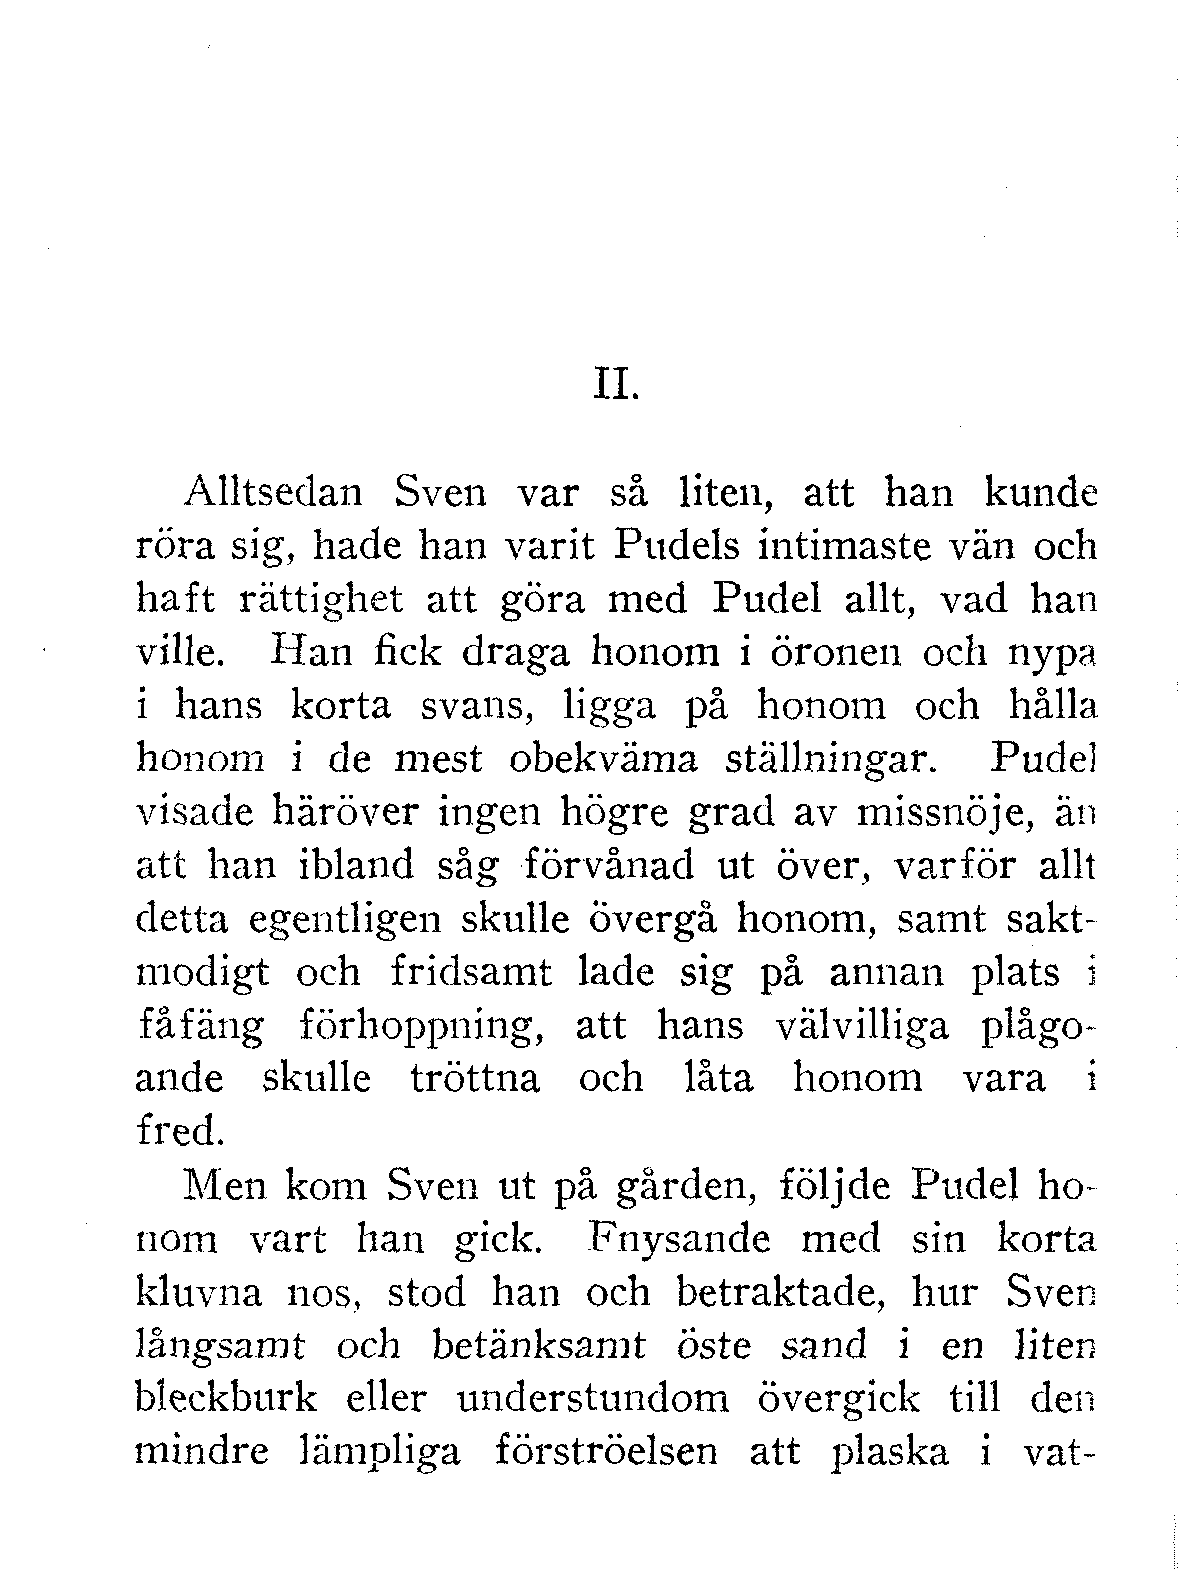 II.
Alltsedan Sven var så liten, att han kunde
röra sig, hade han varit Pudels intimaste vän och
haft rättighet att göra med Pudel allt, vad han
ville. Han fick draga honom i öronen och nypa
i hans korta svans, ligga på honom och hålla
honom i de mest obekväma ställningar. Pudel
visade häröver ingen högre grad av missnöje, än
att han ibland såg förvånad ut över, varför allt
detta egentligen skulle övergå honom, samt sakt-
modigt och fridsamt lade sig på annan plats i
fåfäng förhoppning, att hans välvilliga plågo-
ande skulle tröttna och låta honom vara i
fred.
Men kom Sven ut på gården, följde Pudel ho-
nom vart han gick. Fnysande med sin korta
kluvna nos, stod han och betraktade, hur Sven
långsamt och betänksamt öste sand i en liten
bleckburk eller understundom övergick till den
mindre lämpliga förströelsen att plaska i vat-